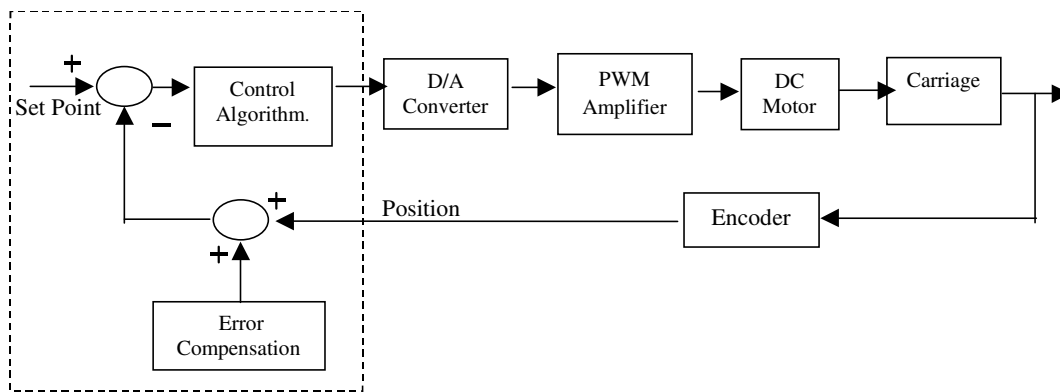 +
Set Point
−
Control
Algorithm.
D/A
Converter
PWM
Amplifier
DC
Motor
Carriage
+
Position
Encoder
+
Error
Compensation